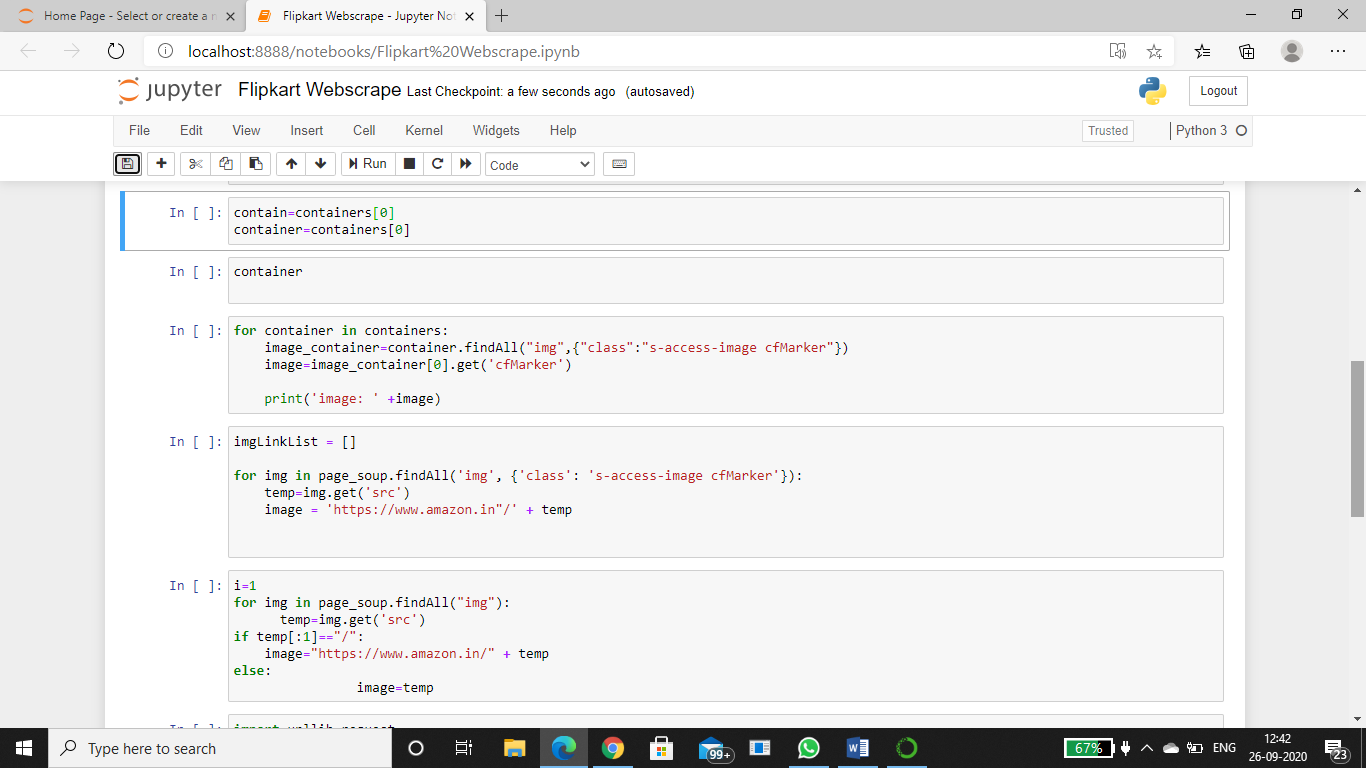 Home Page - Select or create a n
Flipkart Webscrape - Jupyter Not
localhost:8888/notebooks/Flipkart%20Webscrape.ipynb
jupyter Flipkart Webscrape Last Checkpoint: a few seconds ago (autosaved)
Logout
File Edit View Insert Cell Kernel Widgets Help
Trusted
Python 3
Run
Code
In [ ]: contain=containers[0]
container=containers[0]
In [ ]: container
In [ ]: for container in containers:
image_container=container.findAll("img",{"class":"s-access-image cfMarker"})
image=image_container[0].get('cfMarker')
print('image: ' +image)
In [ ]: imgLinkList = []
for img in page_soup.findAll('img', {'class': 's-access-image cfMarker'}):
temp=img.get('src')
image = 'https://www.amazon.in"/' + temp
In [ ]: i=1
for img in page_soup.findAll("img"):
temp=img.get('src')
if temp[:1]=="/":
image="https://www.amazon.in/" + temp
else:
image=temp
Type here to search
99+
67%
ENG
12:42
26-09-2020
23